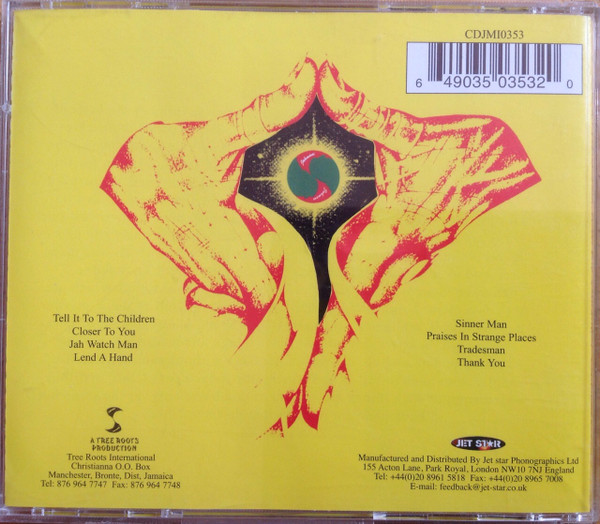 CDJMI0353
6 49035 03532 0
Tell It To The Children
Closer To You
Jah Watch Man
Lend A Hand
Sinner Man
Praises In Strange Places
Tradesman
Thank You
A TREE ROOTS
PRODUCTION
Tree Roots International
Christianna O.O. Box
Manchester, Bronte, Dist, Jamaica
Tel: 876 964 7747 Fax: 876 964 7748
JET STAR
Manufactured and Distributed By Jet star Phonographics Ltd
155 Acton Lane, Park Royal, London NW10 7NJ England
Tel: +44(0)20 8961 5818 Fax: +44(0)20 8965 7008
E-mail: feedback@jet-star.co.uk